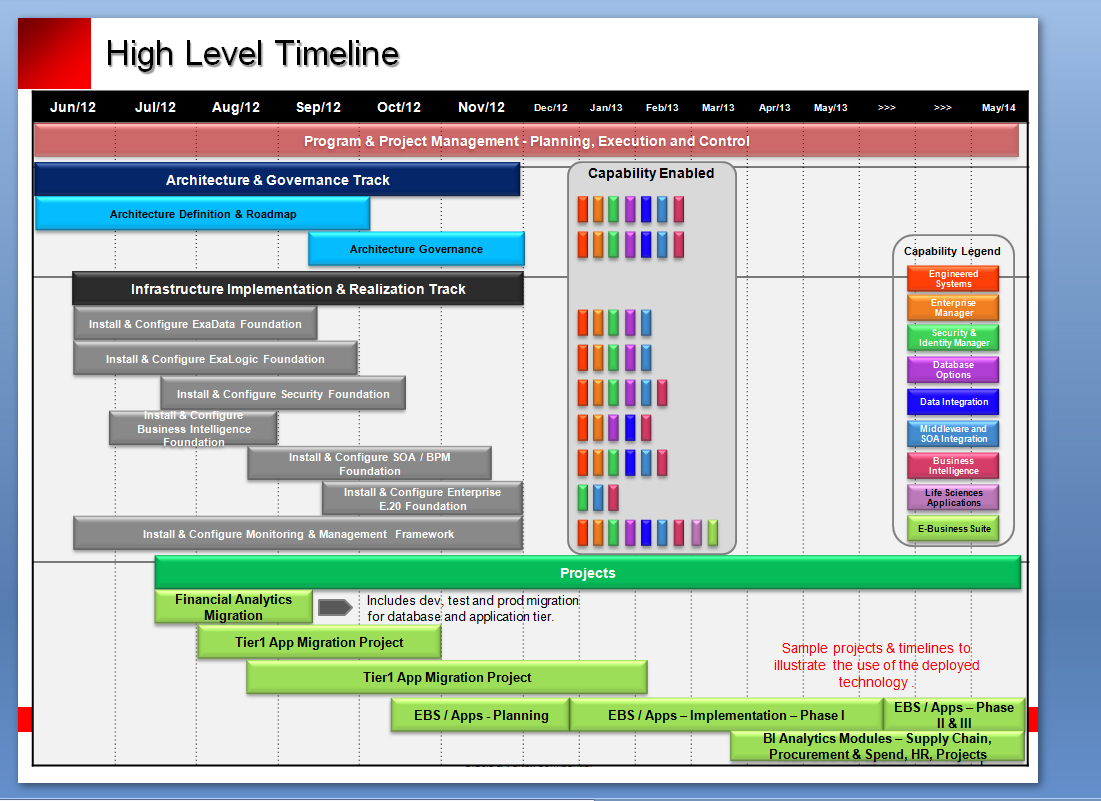 High Level Timeline
Jun/12 Jul/12 Aug/12 Sep/12 Oct/12 Nov/12 Dec/12 Jan/13 Feb/13 Mar/13 Apr/13 May/13 >>> >>> May/14
Program & Project Management - Planning, Execution and Control
Architecture & Governance Track
Architecture Definition & Roadmap
Architecture Governance
Infrastructure Implementation & Realization Track
Install & Configure ExaData Foundation
Install & Configure ExaLogic Foundation
Install & Configure Security Foundation
Install & Configure
Business Intelligence
Foundation
Install & Configure SOA / BPM
Foundation
Install & Configure Enterprise
E.20 Foundation
Install & Configure Monitoring & Management Framework
Capability Enabled
Capability Legend
Engineered
Systems
Enterprise
Manager
Security &
Identity Manager
Database
Options
Data Integration
Middleware and
SOA Integration
Business
Intelligence
Life Sciences
Applications
E-Business Suite
Projects
Financial Analytics
Migration
Includes dev, test and prod migration
for database and application tier.
Tier1 App Migration Project
Tier1 App Migration Project
Sample projects & timelines to
illustrate the use of the deployed
technology .
EBS / Apps - Planning
EBS / Apps – Implementation – Phase I
EBS / Apps – Phase
II & III
BI Analytics Modules – Supply Chain,
Procurement & Spend, HR, Projects